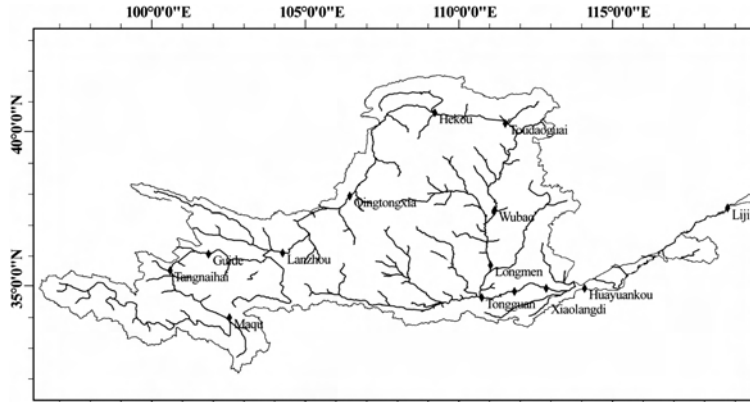 100°0'0"E 105°0'0"E 110°0'0"E 115°0'0"E
40°0'0"N
35°0'0"N
Hekou
Toudaoguai
Qingtongxia
Wubao
Liji
Guide
Lanzhou
Tangnaihai
Longmen
Tongguan
Huayuankou
Xiaolangdi
Maqu